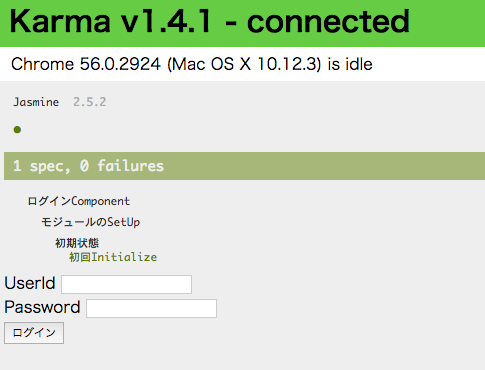 Karma v1.4.1 - connected
Chrome 56.0.2924 (Mac OS X 10.12.3) is idle
Jasmine 2.5.2
1 spec, 0 failures
ログインComponent
モジュールのSetUp
初期状態
初回Initialize
UserId
Password
ログイン